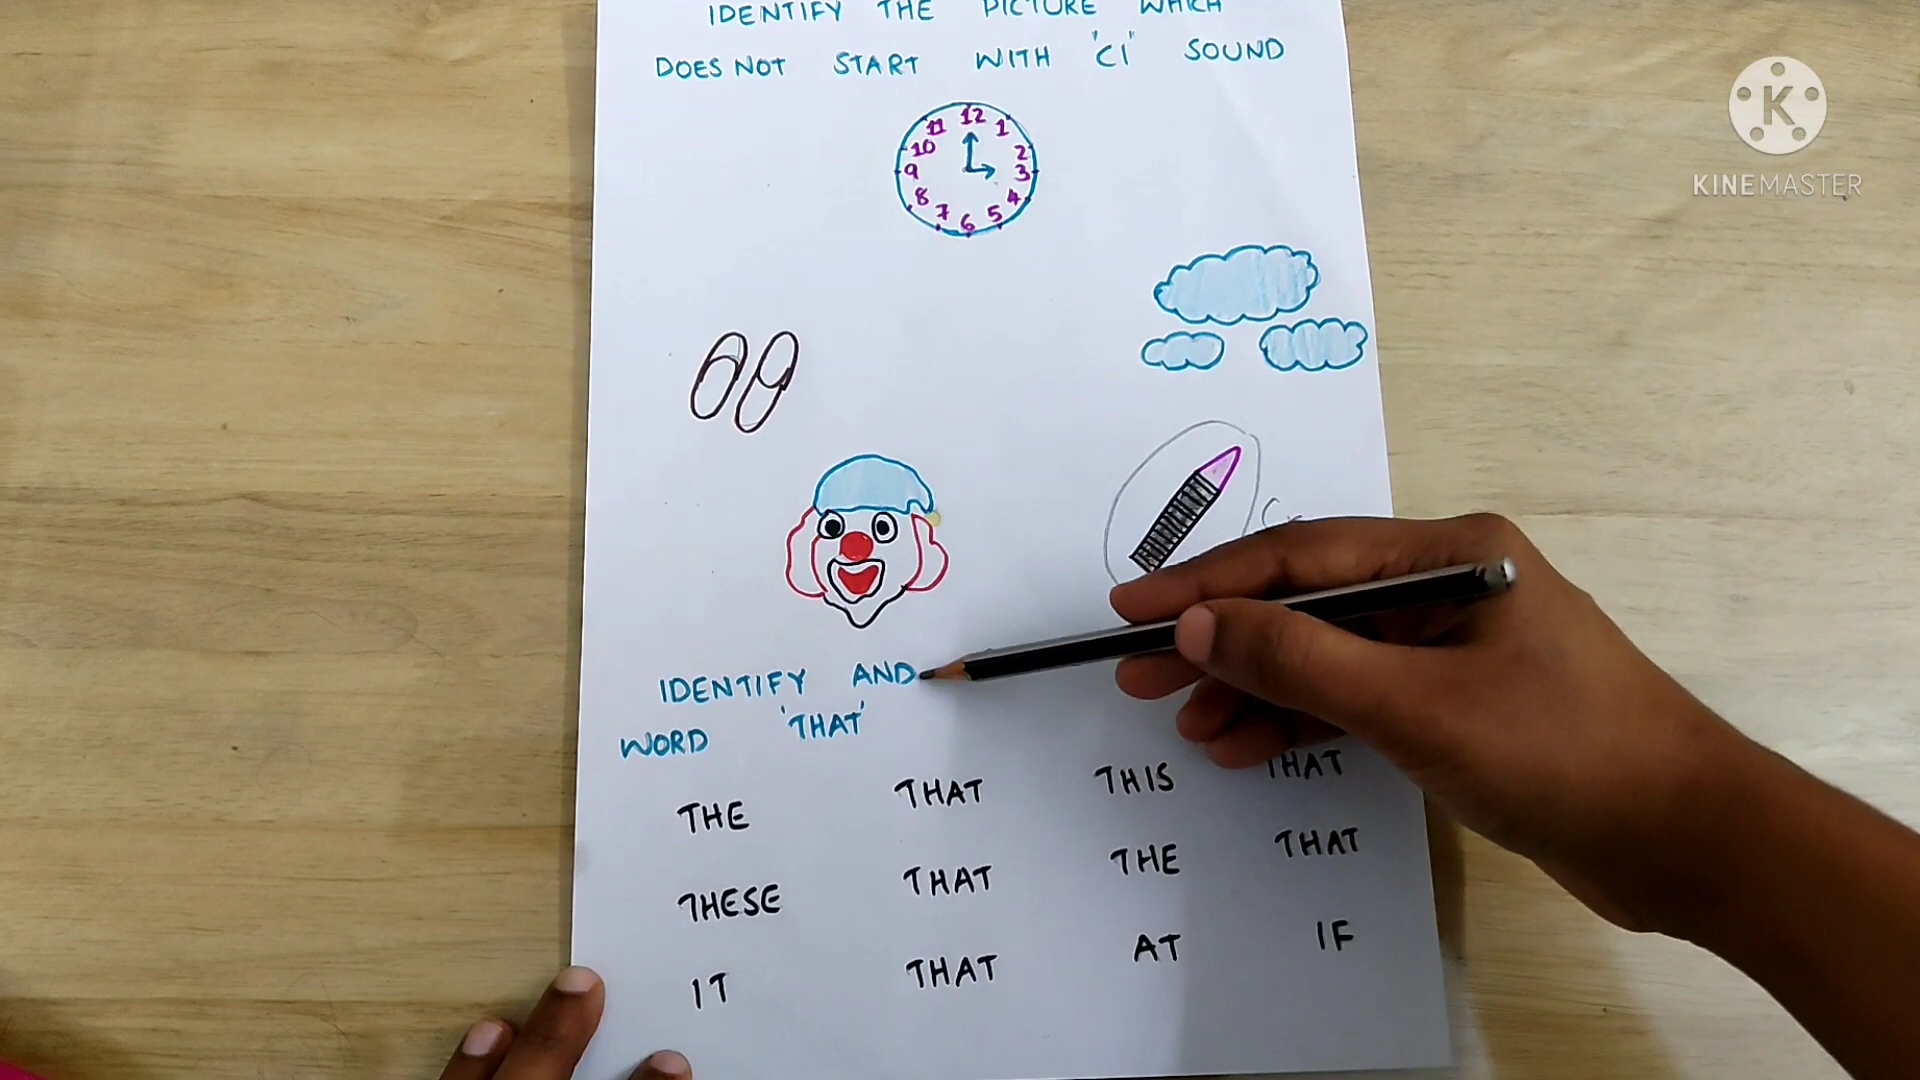 IDENTIFY THE PICTURE WHICH
DOES NOT START WITH 'Cl' SOUND
12
11 1
10 2
9 3
8 4
7 5
6
K
KINEMASTER
IDENTIFY AND
WORD 'THAT'
THE THAT THIS THAT
THESE THAT THE THAT
IT THAT AT IF